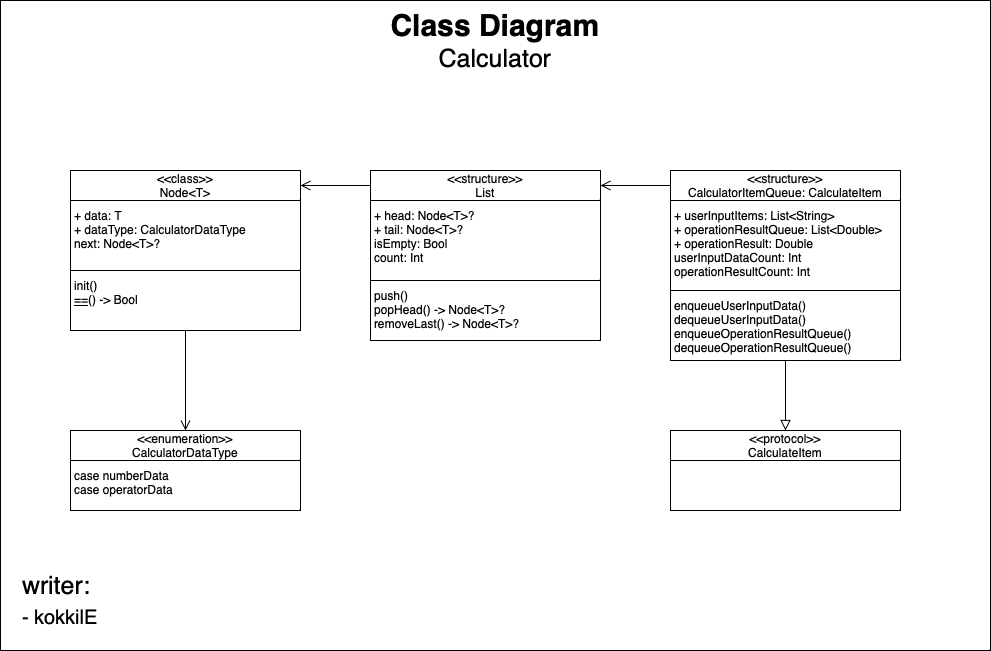 Class Diagram
Calculator
<<class>>
Node<T>
+ data: T
+ dataType: CalculatorDataType
next: Node<T>?
init()
==() -> Bool
<<structure>>
List
+ head: Node<T>?
+ tail: Node<T>?
isEmpty: Bool
count: Int
push()
popHead() -> Node<T>?
removeLast() -> Node<T>?
<<structure>>
CalculatorItemQueue: CalculateItem
+ userInputItems: List<String>
+ operationResultQueue: List<Double>
+ operationResult: Double
userInputDataCount: Int
operationResultCount: Int
enqueueUserInputData()
dequeueUserInputData()
enqueueOperationResultQueue()
dequeueOperationResultQueue()
<<enumeration>>
CalculatorDataType
case numberData
case operatorData
<<protocol>>
CalculateItem
writer:
- kokkilE